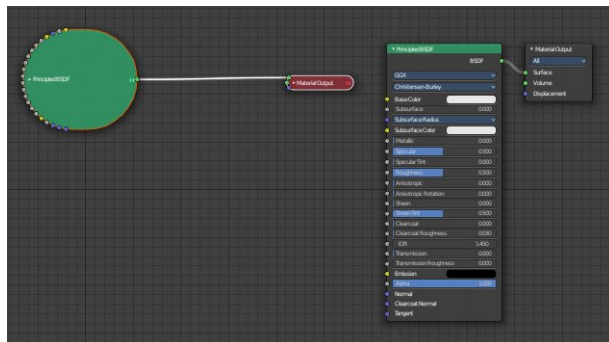 Principled BSDF
Material Output
Principled BSDF
BSDF
GGX
Christensen-Burley
Base Color
Subsurface 0.000
Subsurface Radius
Subsurface Color
Metallic 0.000
Specular 0.500
Specular Tint 0.000
Roughness 0.500
Anisotropic 0.000
Anisotropic Rotation 0.000
Sheen 0.000
Sheen Tint 0.500
Clearcoat 0.000
Clearcoat Roughness 0.030
IOR 1.450
Transmission 0.000
Transmission Roughness 0.000
Emission
Alpha 1.000
Normal
Clearcoat Normal
Tangent
Material Output
All
Surface
Volume
Displacement